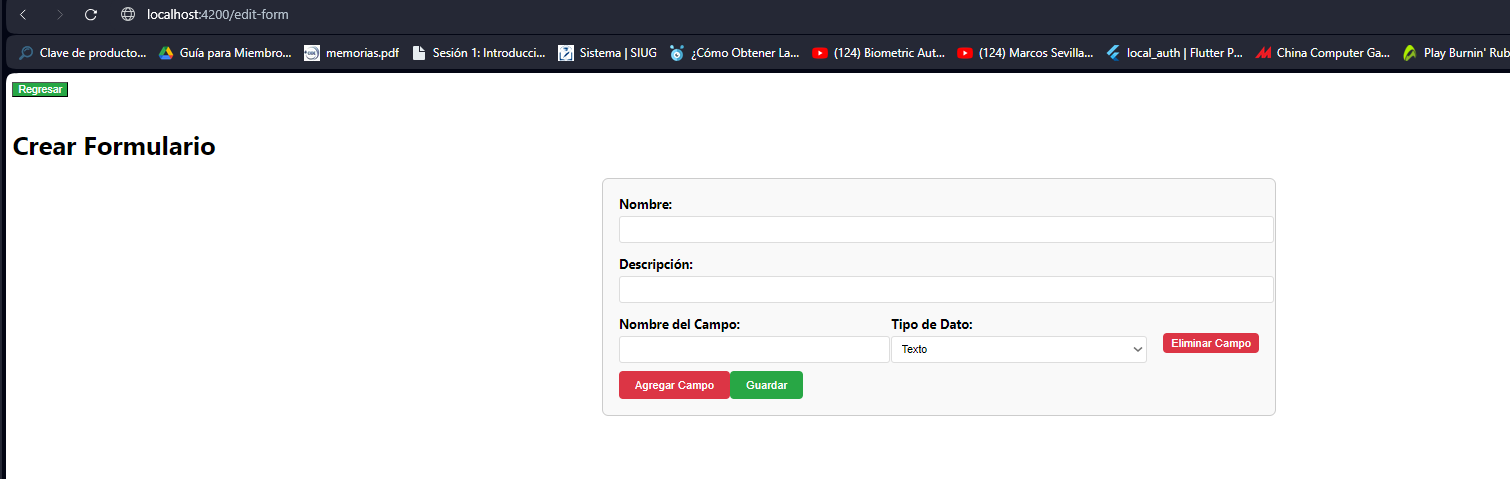 localhost:4200/edit-form
Clave de producto... Guía para Miembro... memorias.pdf Sesión 1: Introducci... Sistema | SIUG ¿Cómo Obtener La... (124) Biometric Aut... (124) Marcos Sevilla... local_auth | Flutter P... China Computer Ga... Play Burnin' Rub
Regresar
Crear Formulario
Nombre:
Descripción:
Nombre del Campo: Tipo de Dato:
Texto Eliminar Campo
Agregar Campo Guardar